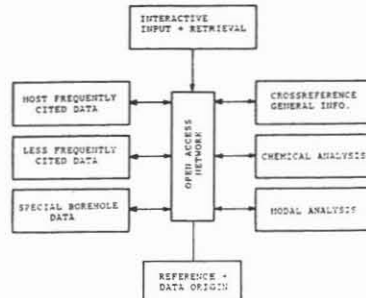 INTERACTIVE
INPUT + RETRIEVAL
MOST FREQUENTLY
CITED DATA
CROSSREFERENCE
GENERAL INFO.
LESS FREQUENTLY
CITED DATA
OPEN ACCESS
NETWORK
CHEMICAL ANALYSIS
SPECIAL BOREHOLE
DATA
MODAL ANALYSIS
REFERENCE +
DATA ORIGIN